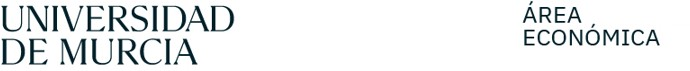 UNIVERSIDAD
DE MURCIA
ÁREA
ECONÓMICA